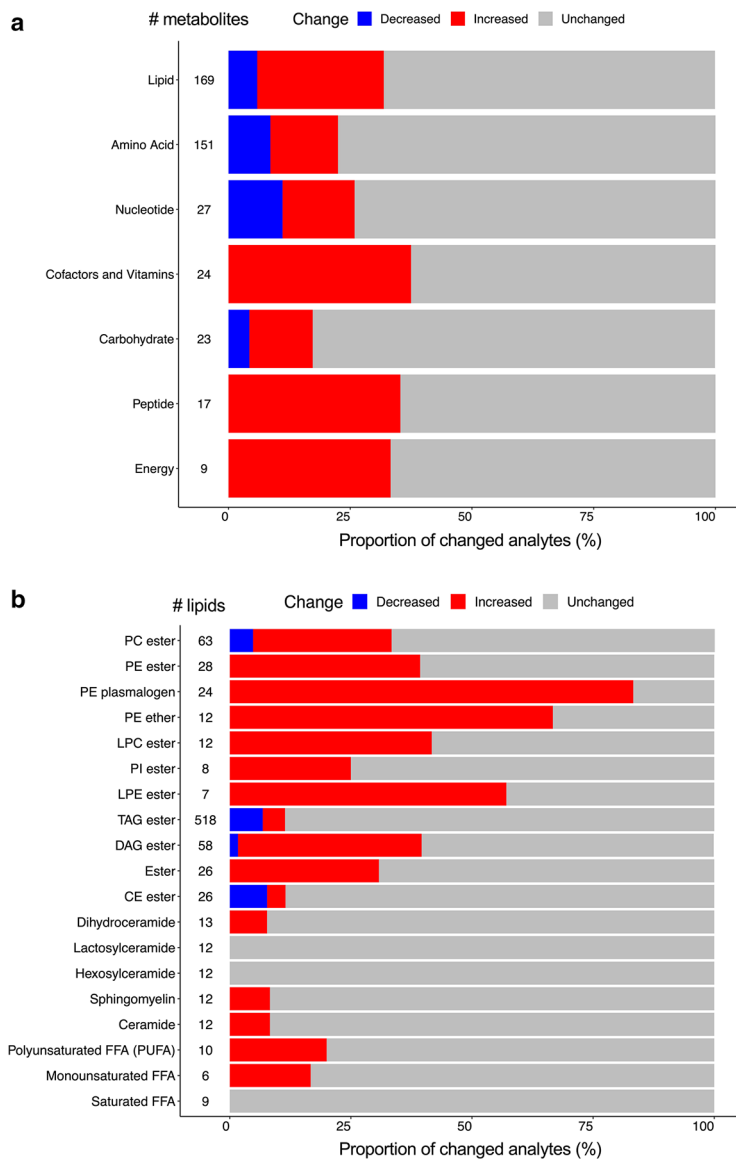 a
# metabolites Change Decreased Increased Unchanged
Lipid 169
Amino Acid 151
Nucleotide 27
Cofactors and Vitamins 24
Carbohydrate 23
Peptide 17
Energy 9
0 25 50 75 100
Proportion of changed analytes (%)
b
# lipids Change Decreased Increased Unchanged
PC ester 63
PE ester 28
PE plasmalogen 24
PE ether 12
LPC ester 12
PI ester 8
LPE ester 7
TAG ester 518
DAG ester 58
Ester 26
CE ester 26
Dihydroceramide 13
Lactosylceramide 12
Hexosylceramide 12
Sphingomyelin 12
Ceramide 12
Polyunsaturated FFA (PUFA) 10
Monounsaturated FFA 6
Saturated FFA 9
0 25 50 75 100
Proportion of changed analytes (%)